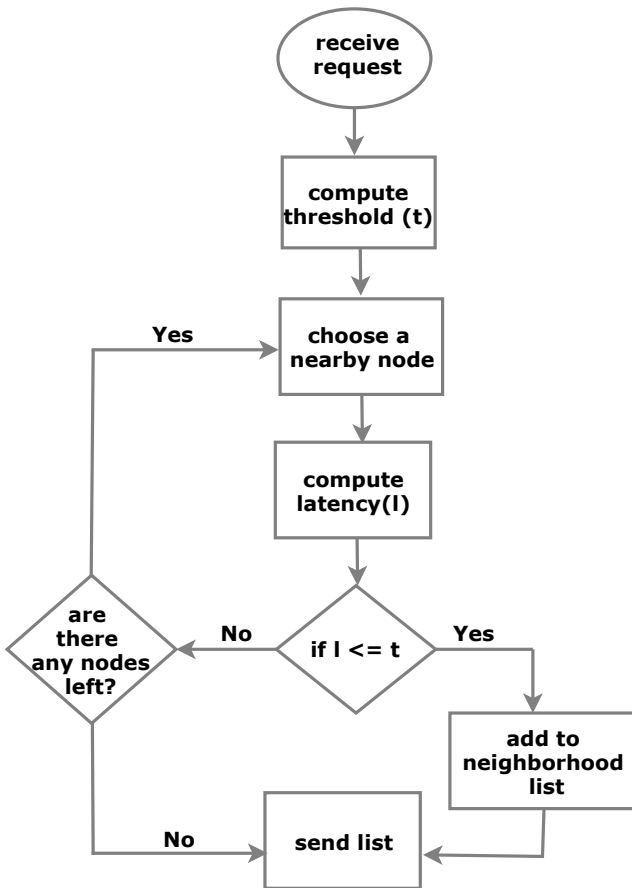 receive
request
compute
threshold (t)
Yes
choose a
nearby node
compute
latency(l)
are
there
any nodes
left?
No
if l <= t
Yes
add to
neighborhood
list
No
send list